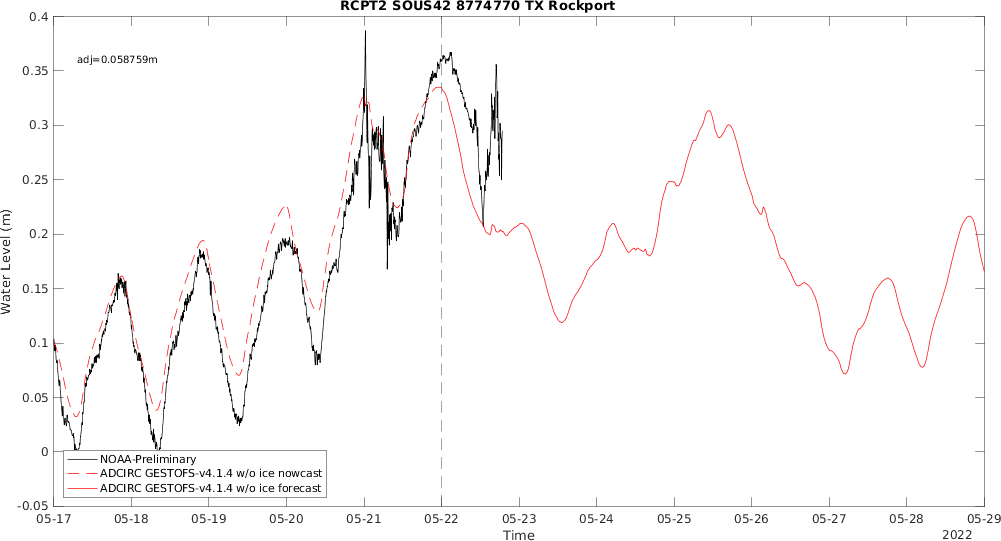 RCPT2 SOUS42 8774770 TX Rockport
adj=0.058759m
Water Level (m)
0.4
0.35
0.3
0.25
0.2
0.15
0.1
0.05
0
-0.05
NOAA-Preliminary
ADCIRC GESTOFS-v4.1.4 w/o ice nowcast
ADCIRC GESTOFS-v4.1.4 w/o ice forecast
05-17 05-18 05-19 05-20 05-21 05-22 05-23 05-24 05-25 05-26 05-27 05-28 05-29
Time
2022